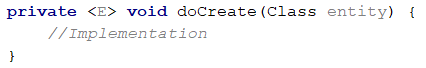 private <E> void doCreate(Class entity) {
//Implementation
}